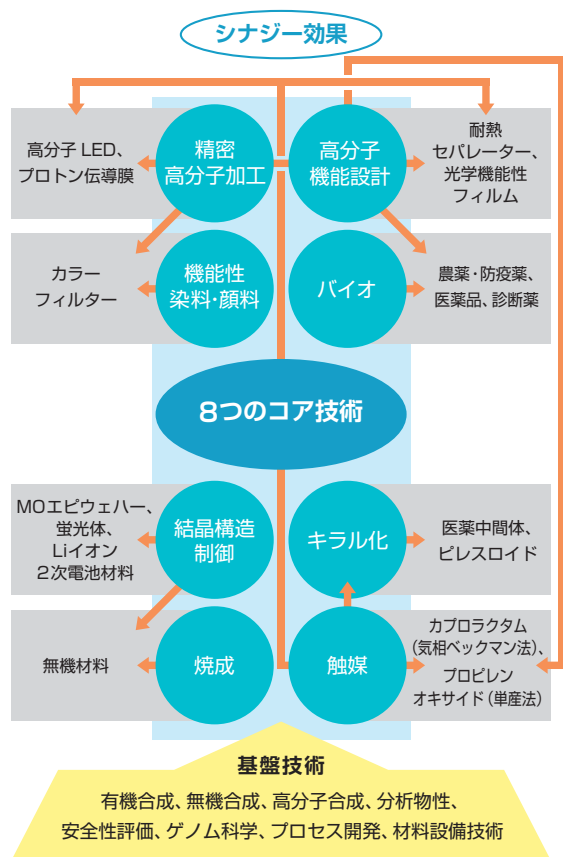 シナジー効果
高分子 LED、
プロトン伝導膜
精密
高分子加工
高分子
機能設計
耐熱
セパレーター、
光学機能性
フィルム
カラー
フィルター
機能性
染料・顔料
バイオ
農薬・防疫薬、
医薬品、診断薬
8つのコア技術
MOエピウェハー、
蛍光体、
Liイオン
2次電池材料
結晶構造
制御
キラル化
医薬中間体、
ピレスロイド
無機材料
焼成
触媒
カプロラクタム
(気相ベックマン法)、
プロピレン
オキサイド(単産法)
基盤技術
有機合成、無機合成、高分子合成、分析物性、
安全性評価、ゲノム科学、プロセス開発、材料設備技術